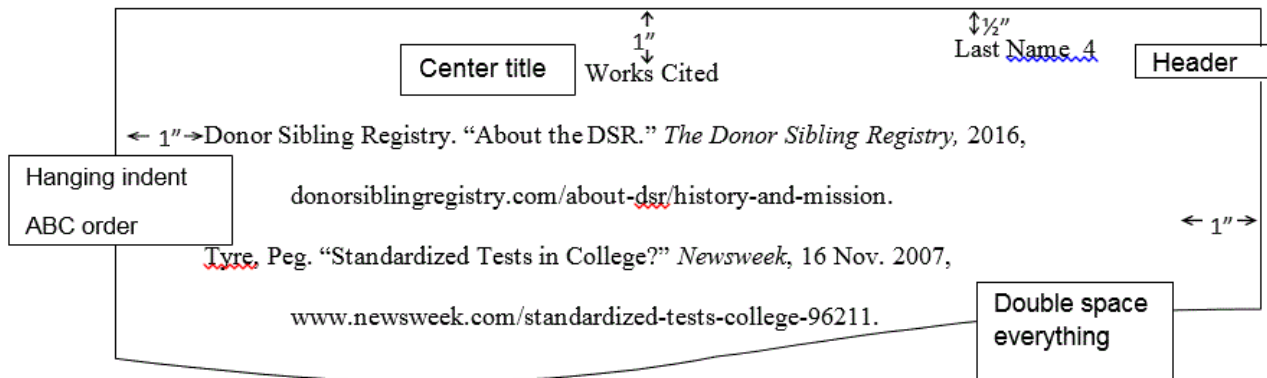 ½”
1”
Last Name 4
Header
Center title
Works Cited
1”
Donor Sibling Registry. “About the DSR.” The Donor Sibling Registry, 2016,
Hanging indent
ABC order
donorsiblingregistry.com/about-dsr/history-and-mission.
1”
Tyre, Peg. “Standardized Tests in College?” Newsweek, 16 Nov. 2007,
www.newsweek.com/standardized-tests-college-96211.
Double space
everything